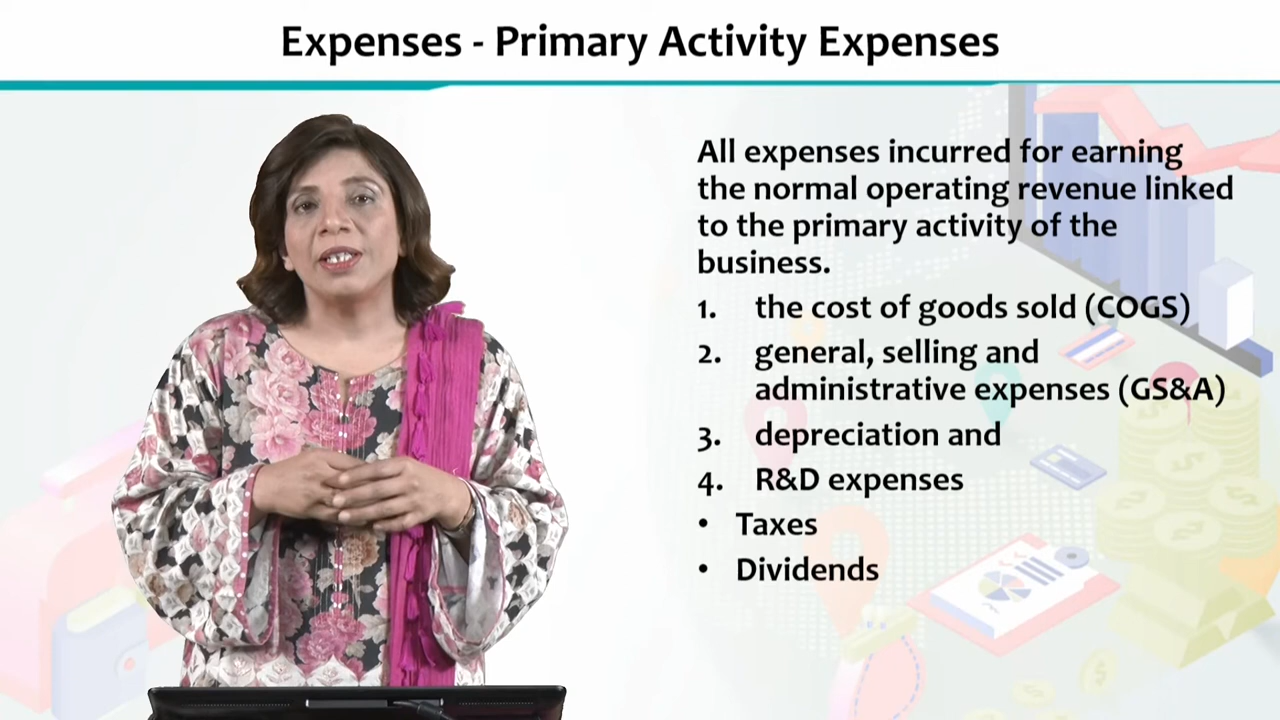 Expenses - Primary Activity Expenses
All expenses incurred for earning
the normal operating revenue linked
to the primary activity of the
business.
1. the cost of goods sold (COGS)
2. general, selling and
administrative expenses (GS&A)
3. depreciation and
4. R&D expenses
• Taxes
• Dividends